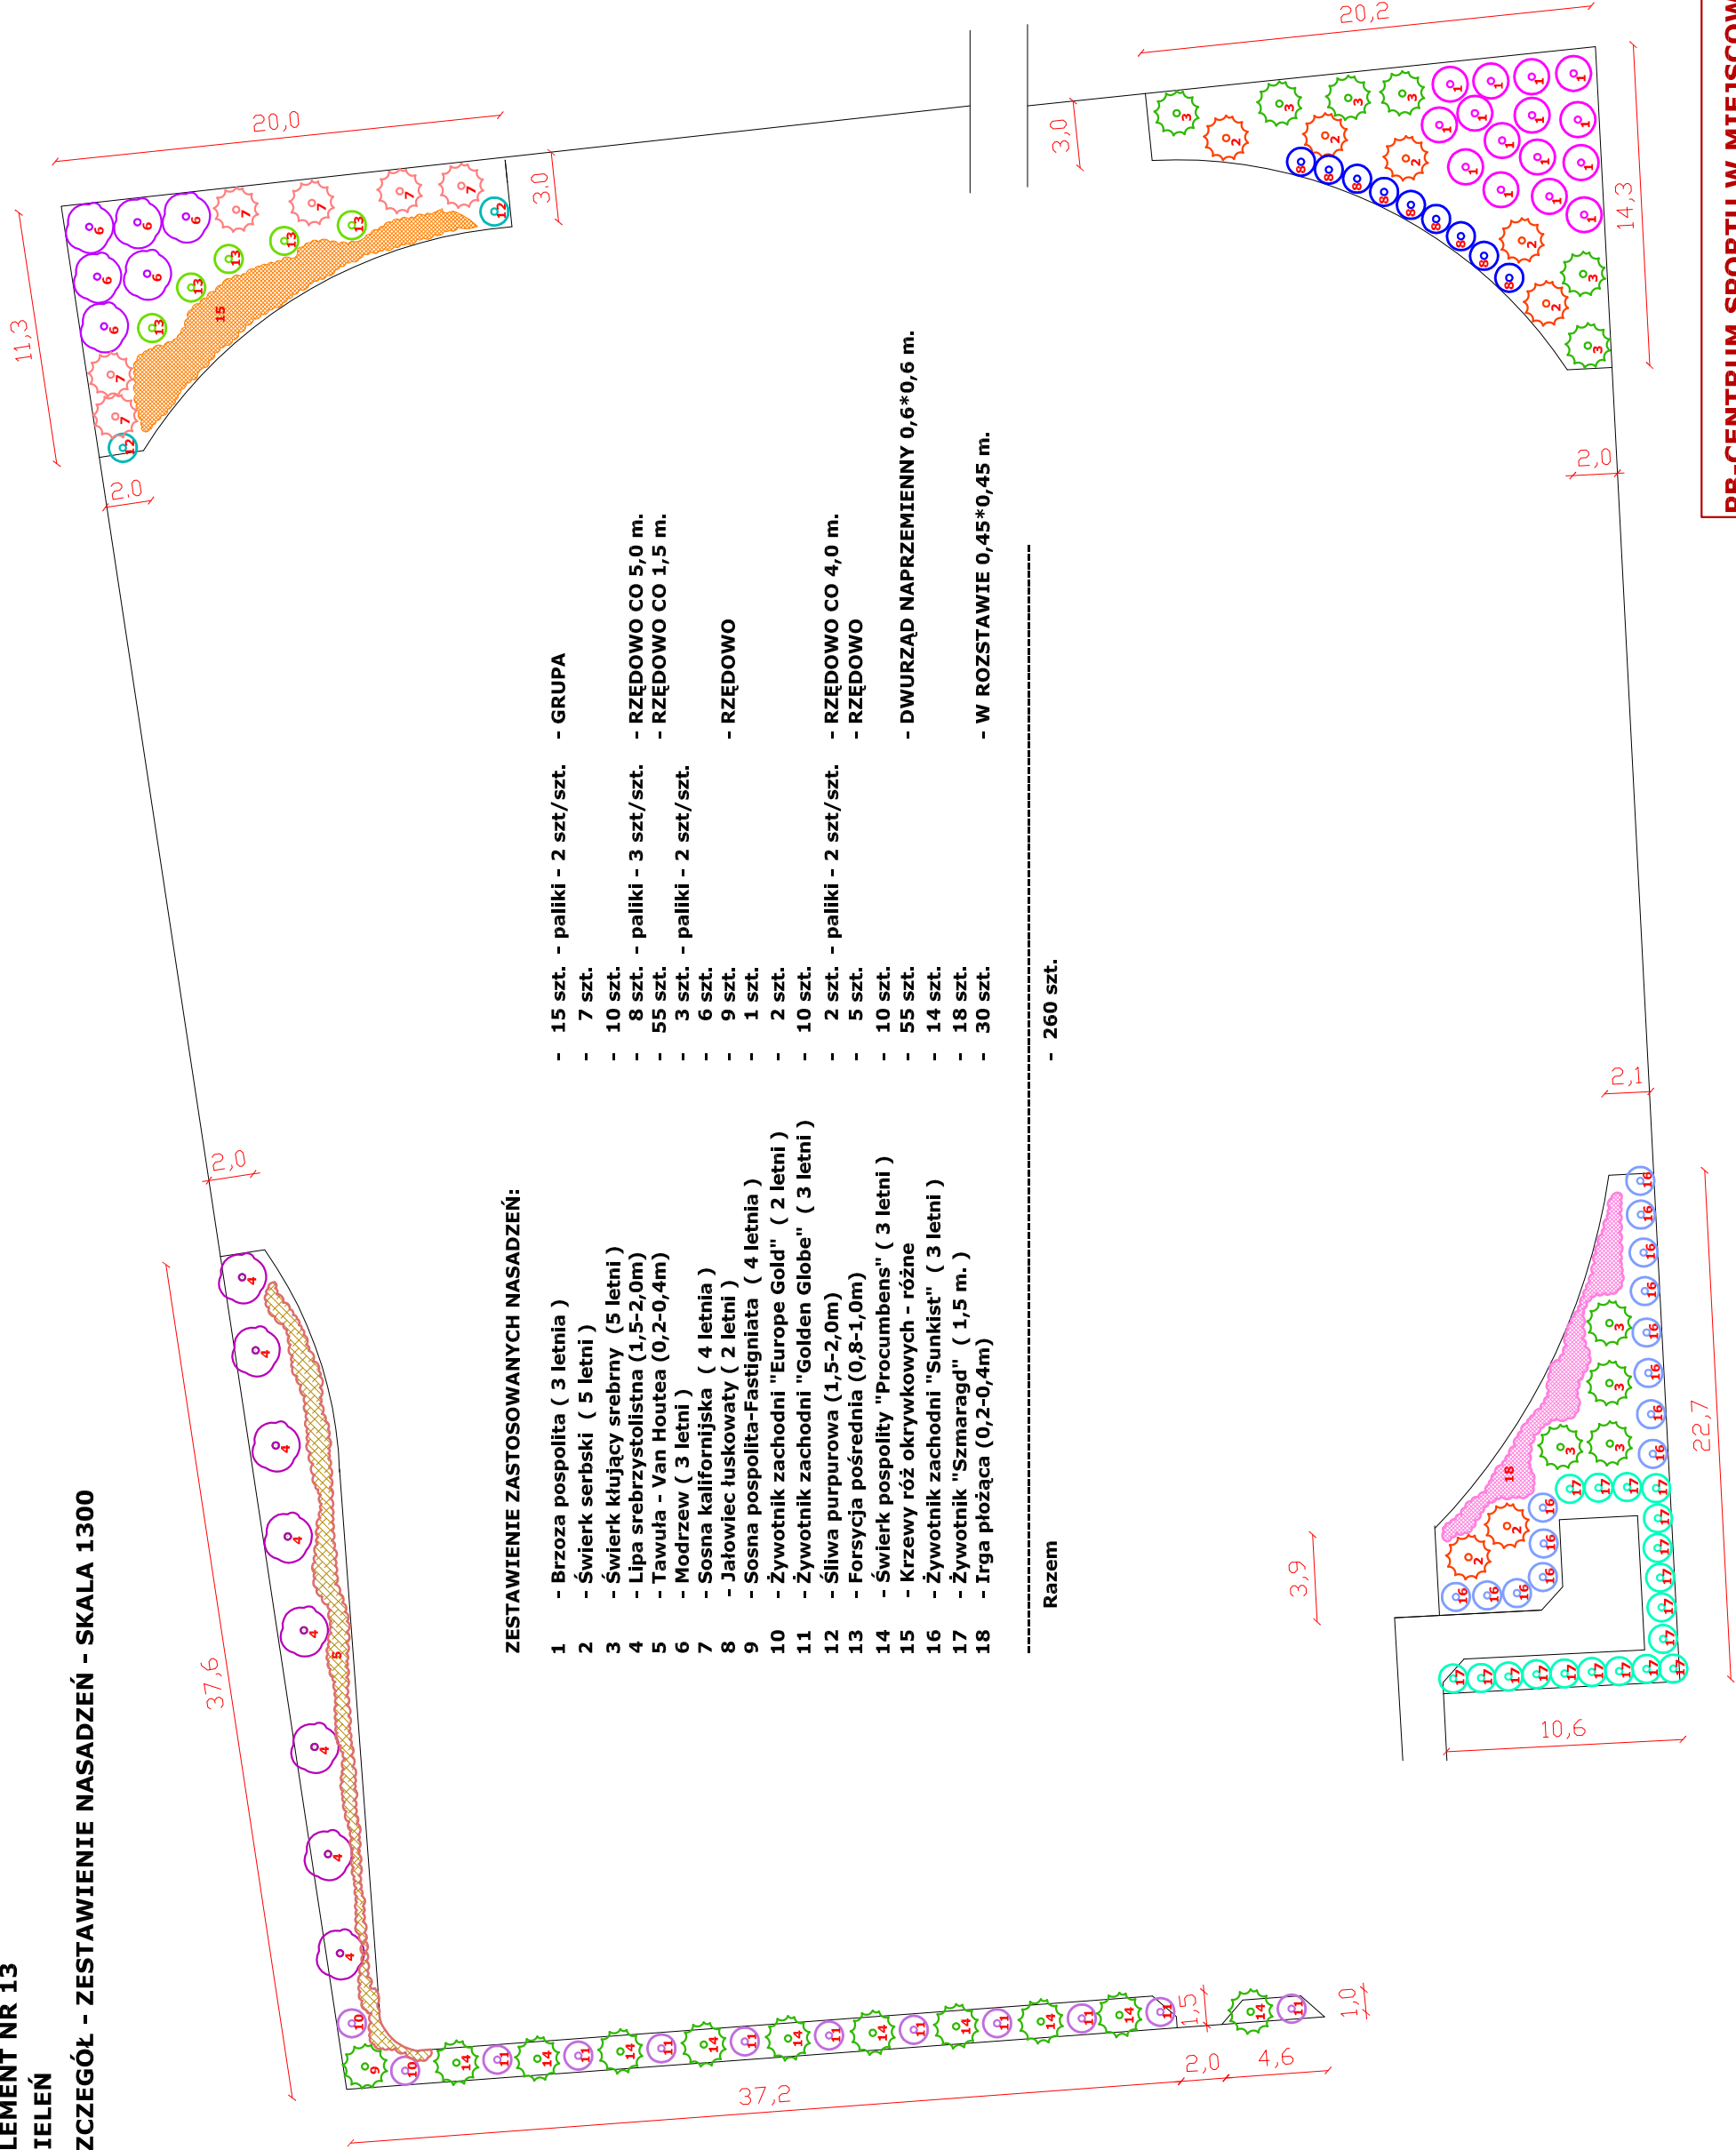 LEMENT NR 13
IELEŃ
ZCZEGÓŁ – ZESTAWIENIE NASADZEŃ – SKALA 1300
ZESTAWIENIE ZASTOSOWANYCH NASADZEŃ:
1 – Brzoza pospolita ( 3 letnia ) – 15 szt. – paliki – 2 szt/szt. – GRUPA
2 – Świerk serbski ( 5 letni ) – 7 szt.
3 – Świerk kłujący srebrny (5 letni ) – 10 szt.
4 – Lipa srebrzystolistna (1,5–2,0m) – 8 szt. – paliki – 3 szt/szt. – RZĘDOWO CO 5,0 m.
5 – Tawuła – Van Houtea (0,2–0,4m) – 55 szt. – RZĘDOWO CO 1,5 m.
6 – Modrzew ( 3 letni ) – 3 szt. – paliki – 2 szt/szt.
7 – Sosna kalifornijska ( 4 letnia ) – 6 szt.
8 – Jałowiec łuskowaty ( 2 letni ) – 9 szt. – RZĘDOWO
9 – Sosna pospolita–Fastigniata ( 4 letnia ) – 1 szt.
10 – Żywotnik zachodni "Europe Gold" ( 2 letni ) – 2 szt.
11 – Żywotnik zachodni "Golden Globe" ( 3 letni ) – 10 szt.
12 – Śliwa purpurowa (1,5–2,0m) – 2 szt. – paliki – 2 szt/szt. – RZĘDOWO CO 4,0 m.
13 – Forsycja pośrednia (0,8–1,0m) – 5 szt. – RZĘDOWO
14 – Świerk pospolity "Procumbens" ( 3 letni ) – 10 szt.
15 – Krzewy róż okrywkowych – różne – 55 szt. – DWURZĄD NAPRZEMIENNY 0,6*0,6 m.
16 – Żywotnik zachodni "Sunkist" ( 3 letni ) – 14 szt.
17 – Żywotnik "Szmaragd" ( 1,5 m. ) – 18 szt.
18 – Irga płożąca (0,2–0,4m) – 30 szt. – W ROZSTAWIE 0,45*0,45 m.
Razem – 260 szt.
11,3
20,0
3.0
2.0
2,0
37,6
37,2
2,0
4,6
1,5
1,0
20,2
3,0
14,3
2,0
2,1
22,7
3,9
10,6